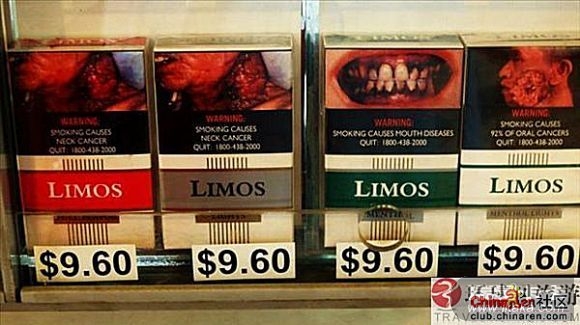 WARNING:
SMOKING CAUSES
NECK CANCER
QUIT: 1800-438-2000
LIMOS
WARNING:
SMOKING CAUSES
NECK CANCER
QUIT: 1800-438-2000
LIMOS
LIGHTS
WARNING:
SMOKING CAUSES MOUTH DISEASES
QUIT: 1800-438-2000
LIMOS
MENTHOL
WARNING:
SMOKING CAUSES
92% OF ORAL CANCERS
QUIT: 1800-438-2000
LIMOS
MENTHOL LIGHTS
$9.60
$9.60
$9.60
$9.60
TRAVEL
ChinaRen社区
club.chinaren.com